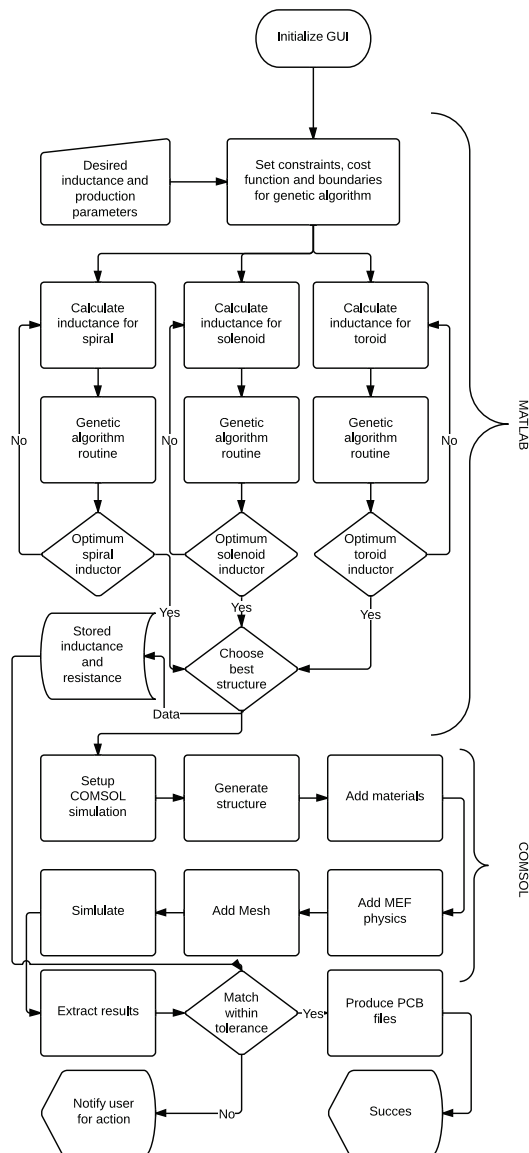 Initialize GUI
Desired
inductance and
production
parameters
Set constraints, cost
function and boundaries
for genetic algorithm
Calculate
inductance for
spiral
Calculate
inductance for
solenoid
Calculate
inductance for
toroid
No
Genetic
algorithm
routine
No
Genetic
algorithm
routine
Genetic
algorithm
routine
No
MATLAB
Optimum
spiral
inductor
Optimum
solenoid
inductor
Optimum
toroid
inductor
Yes
Yes
Yes
Stored
inductance
and
resistance
Choose
best
structure
Data
Setup
COMSOL
simulation
Generate
structure
Add materials
COMSOL
Simlulate
Add Mesh
Add MEF
physics
Extract results
Match
within
tolerance
Yes
Produce PCB
files
Notify user
for action
No
Succes